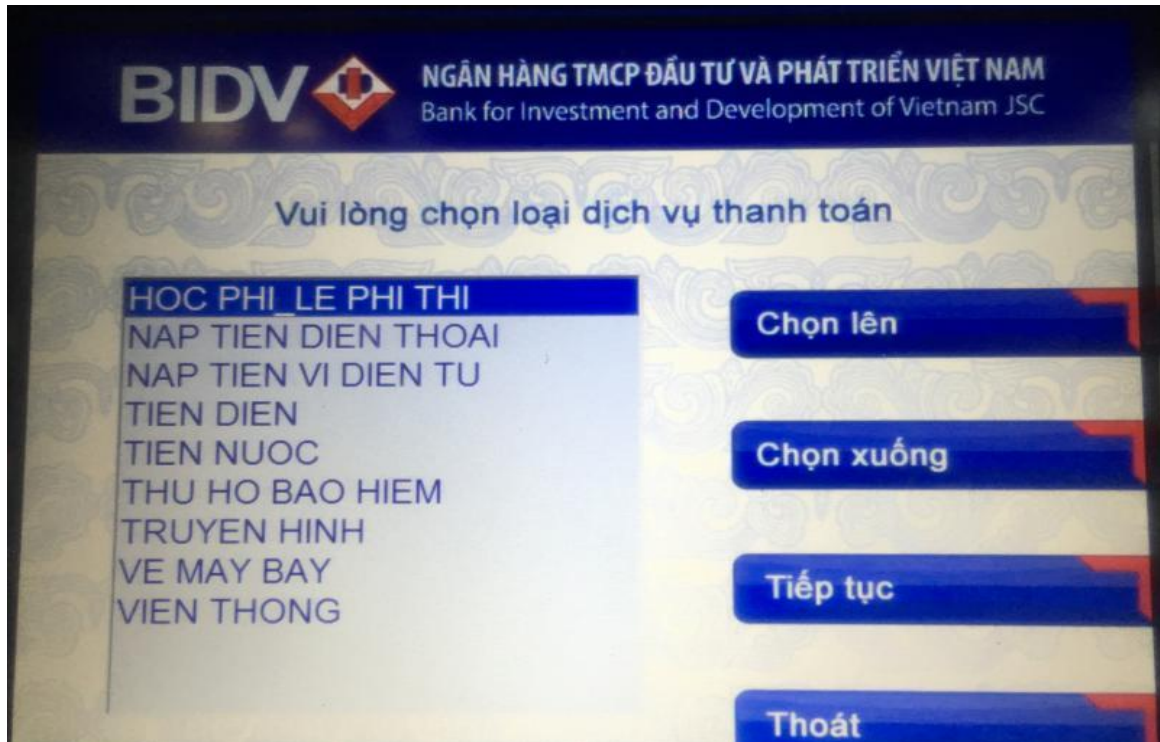 BIDV
NGÂN HÀNG TMCP ĐẦU TƯ VÀ PHÁT TRIỂN VIỆT NAM
Bank for Investment and Development of Vietnam JSC
Vui lòng chọn loại dịch vụ thanh toán
HOC PHI_LE PHI THI
NAP TIEN DIEN THOAI
NAP TIEN VI DIEN TU
TIEN DIEN
TIEN NUOC
THU HO BAO HIEM
TRUYEN HINH
VE MAY BAY
VIEN THONG
Chọn lên
Chọn xuống
Tiếp tục
Thoát